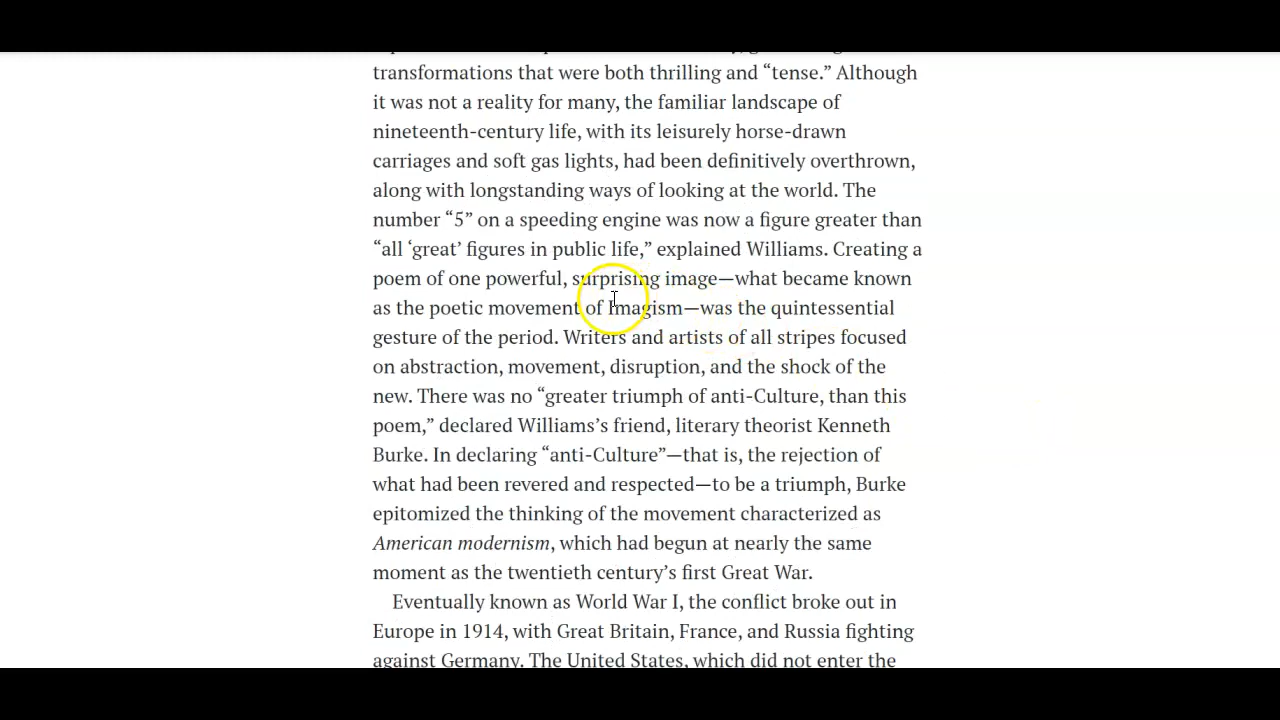 transformations that were both thrilling and “tense.” Although
it was not a reality for many, the familiar landscape of
nineteenth-century life, with its leisurely horse-drawn
carriages and soft gas lights, had been definitively overthrown,
along with longstanding ways of looking at the world. The
number “5” on a speeding engine was now a figure greater than
“all ‘great’ figures in public life,” explained Williams. Creating a
poem of one powerful, surprising image—what became known
as the poetic movement of Imagism—was the quintessential
gesture of the period. Writers and artists of all stripes focused
on abstraction, movement, disruption, and the shock of the
new. There was no “greater triumph of anti-Culture, than this
poem,” declared Williams’s friend, literary theorist Kenneth
Burke. In declaring “anti-Culture”—that is, the rejection of
what had been revered and respected—to be a triumph, Burke
epitomized the thinking of the movement characterized as
American modernism, which had begun at nearly the same
moment as the twentieth century’s first Great War.
Eventually known as World War I, the conflict broke out in
Europe in 1914, with Great Britain, France, and Russia fighting
against Germany. The United States, which did not enter the